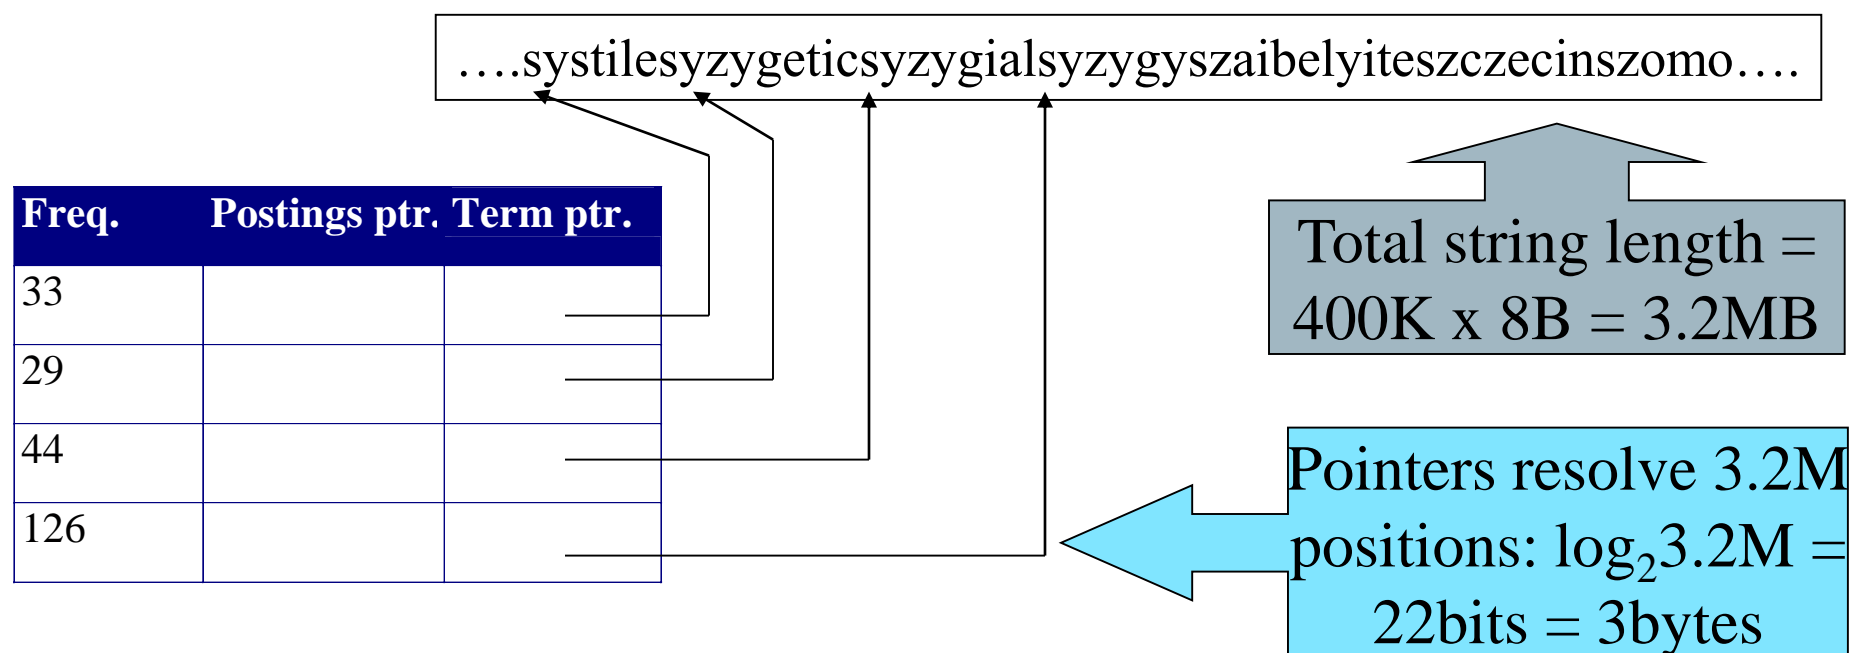 ….systilesyzygeticsyzygialsyzygyszaibelyiteszczecinszomo….
Freq. Postings ptr. Term ptr.
33
29
44
126
Total string length =
400K x 8B = 3.2MB
Pointers resolve 3.2M
positions: log₂3.2M =
22bits = 3bytes